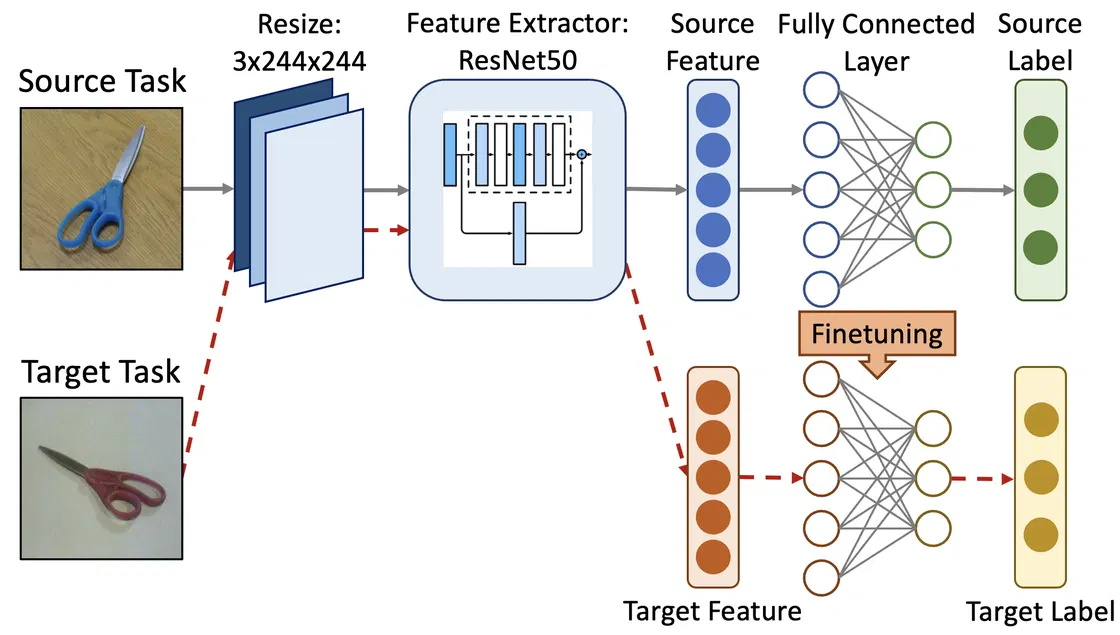 Source Task
Resize:
3x244x244
Feature Extractor:
ResNet50
Source
Feature
Fully Connected
Layer
Source
Label
Finetuning
Target Task
Target Feature
Target Label